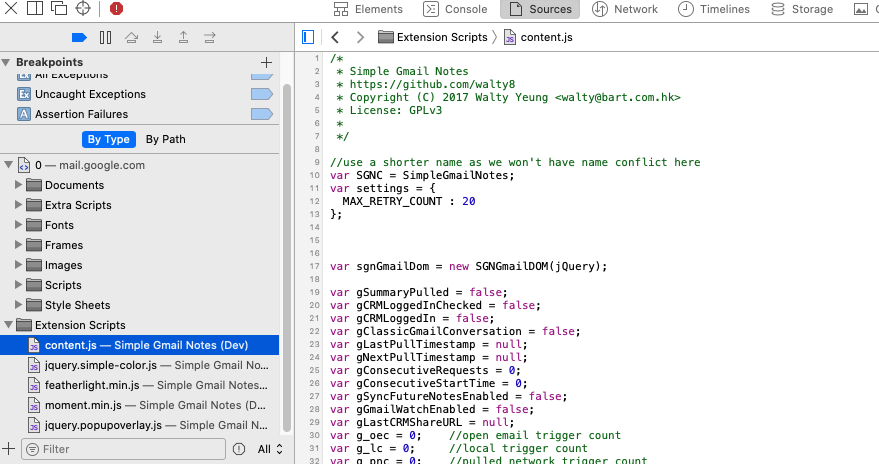 Elements Console Sources Network Timelines Storage
Extension Scripts content.js
Breakpoints
All Exceptions
Ex Uncaught Exceptions
A Assertion Failures
By Type By Path
0 — mail.google.com
Documents
Extra Scripts
Fonts
Frames
Images
Scripts
Style Sheets
Extension Scripts
content.js — Simple Gmail Notes (Dev)
jquery.simple-color.js — Simple Gmail No...
featherlight.min.js — Simple Gmail Notes...
moment.min.js — Simple Gmail Notes (D...
jquery.popupoverlay.js — Simple Gmail N...
Filter All
1 /*
2 * Simple Gmail Notes
3 * https://github.com/walty8
4 * Copyright (C) 2017 Walty Yeung <walty@bart.com.hk>
5 * License: GPLv3
6 *
7 */
8
9 //use a shorter name as we won't have name conflict here
10 var SGNC = SimpleGmailNotes;
11 var settings = {
12 MAX_RETRY_COUNT : 20
13 };
14
15
16
17 var sgnGmailDom = new SGNGmailDOM(jQuery);
18
19 var gSummaryPulled = false;
20 var gCRMLoggedInChecked = false;
21 var gCRMLoggedIn = false;
22 var gClassicGmailConversation = false;
23 var gLastPullTimestamp = null;
24 var gNextPullTimestamp = null;
25 var gConsecutiveRequests = 0;
26 var gConsecutiveStartTime = 0;
27 var gSyncFutureNotesEnabled = false;
28 var gGmailWatchEnabled = false;
29 var gLastCRMShareURL = null;
30 var g_oec = 0; //open email trigger count
31 var g_lc = 0; //local trigger count
32 var g_pnc = 0; //pulled network trigger count